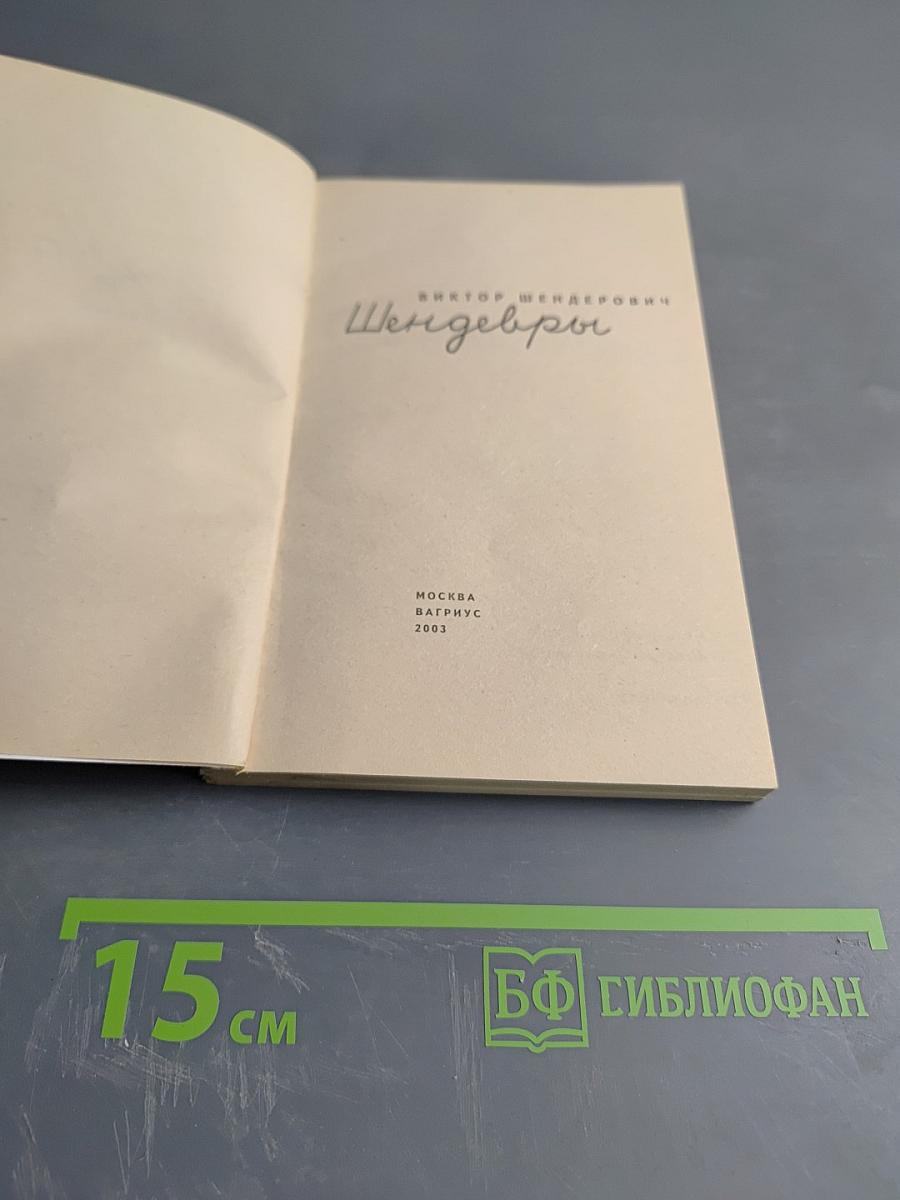 ВИКТОР ШЕНДЕРОВИЧ
Шендевры
МОСКВА
ВАГРИУС
2003
15 см
БФ БИБЛИОФАН